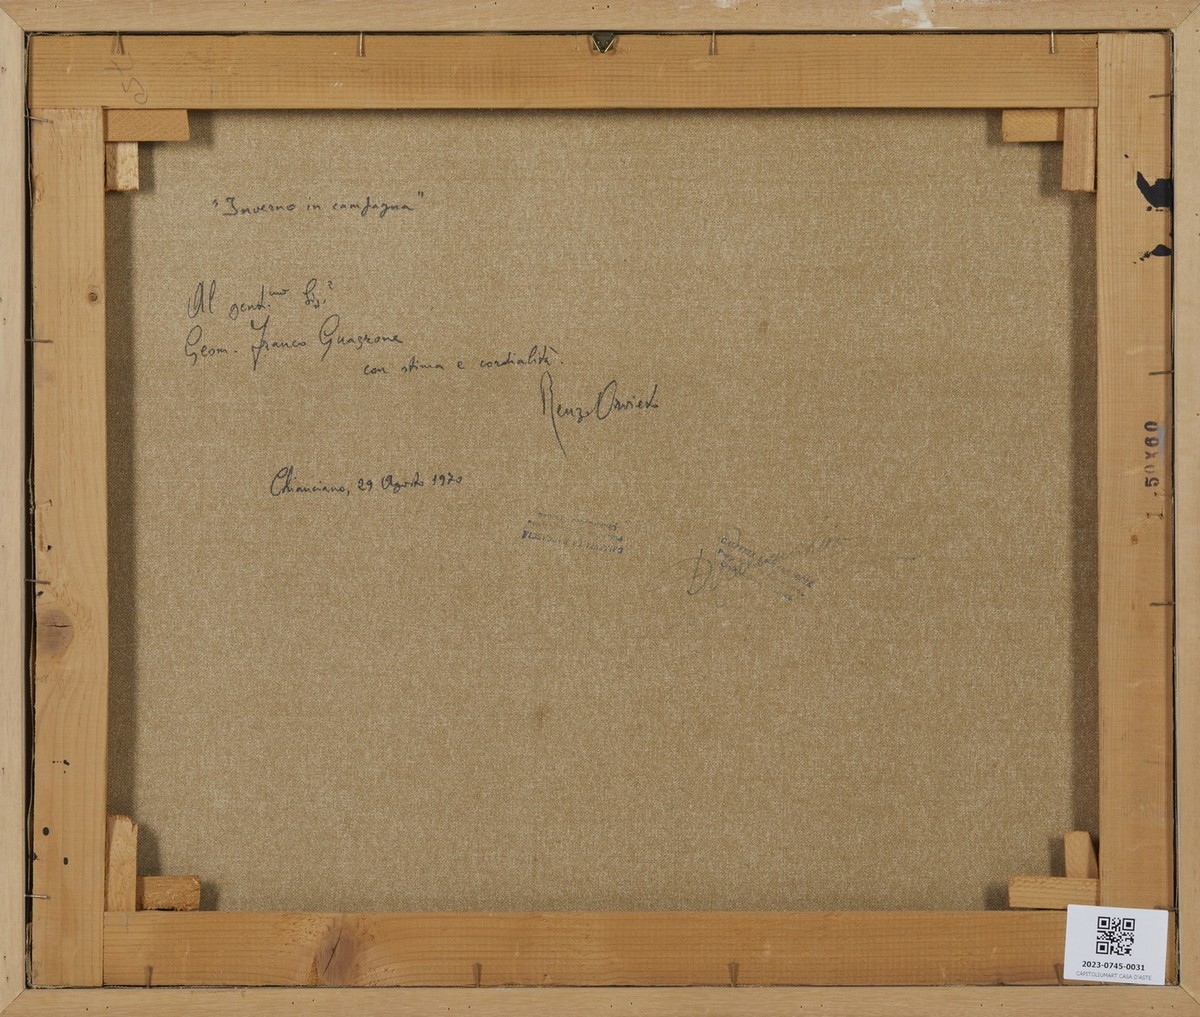 "Inverno in campagna"
Al gent.mo Sig.
Geom. Franco Guagrone
con stima e cordialità.
Renzo Orvieto
Chianciano, 29 Agosto 1970
50X60
2023-0745-0031
CAPITOLIUMART CASA D'ASTE